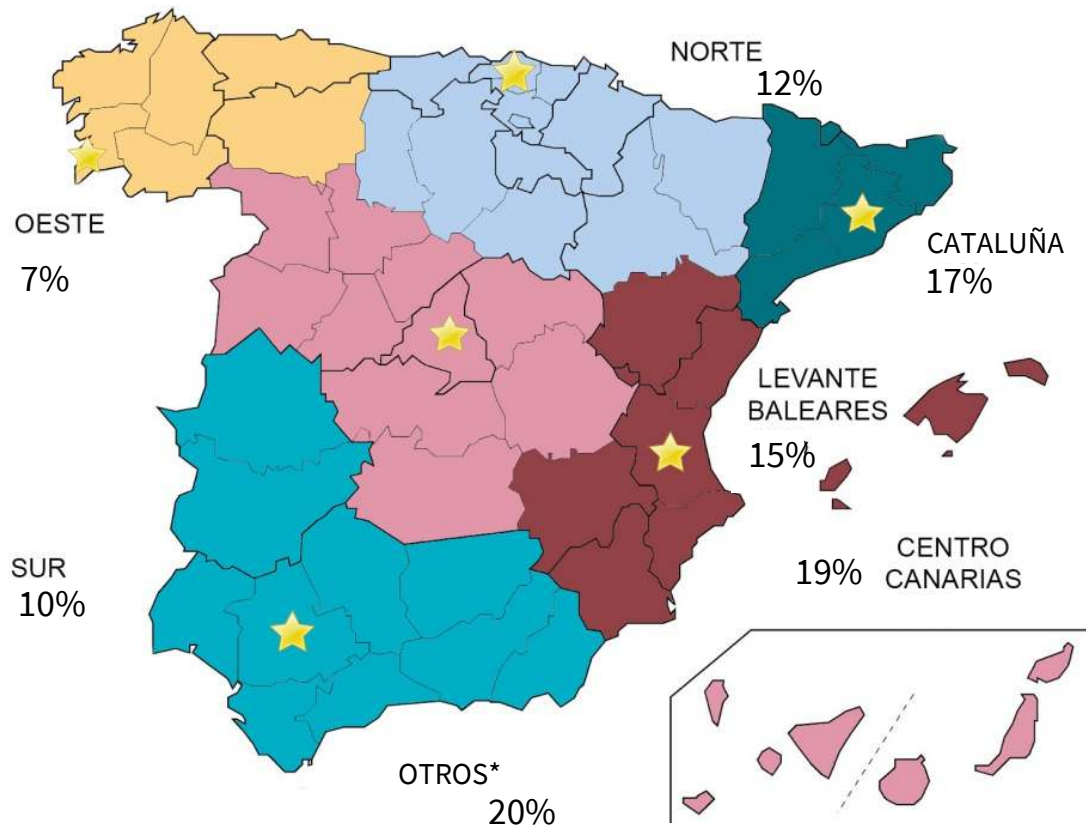 NORTE
12%
OESTE
7%
CATALUÑA
17%
LEVANTE
BALEARES
15%
CENTRO
CANARIAS
19%
SUR
10%
OTROS*
20%